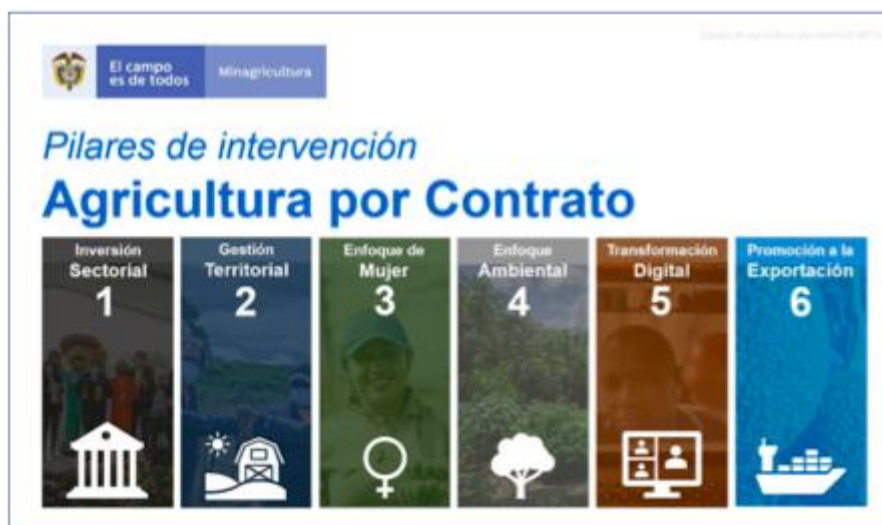 El campo
es de todos
Minagricultura
Pilares de intervención
Agricultura por Contrato
Inversión
Sectorial
1
Gestión
Territorial
2
Enfoque de
Mujer
3
Enfoque
Ambiental
4
Transformación
Digital
5
Promoción a la
Exportación
6